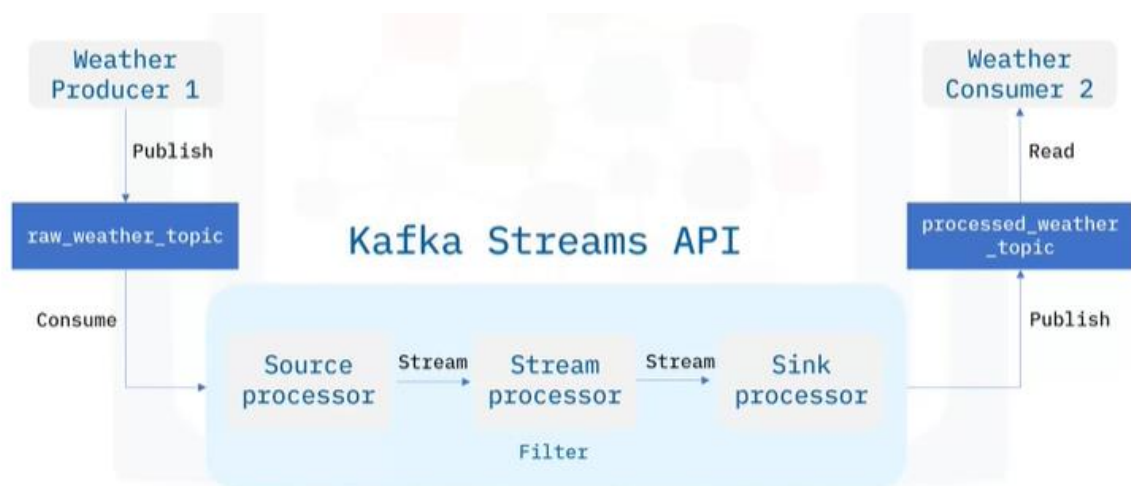 Weather
Producer 1
Publish
raw_weather_topic
Consume
Kafka Streams API
Source
processor
Stream
Stream
processor
Stream
Sink
processor
Filter
Weather
Consumer 2
Read
processed_weather
_topic
Publish